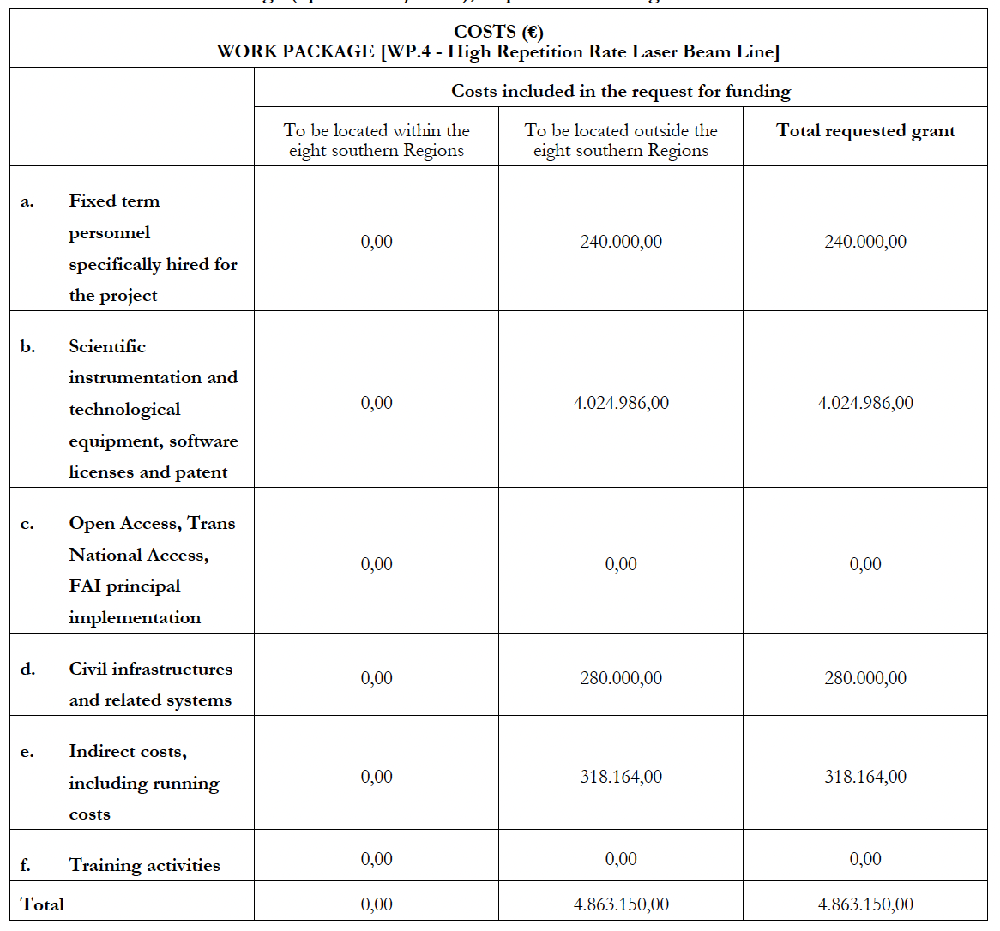 COSTS (€)
WORK PACKAGE [WP.4 - High Repetition Rate Laser Beam Line]
Costs included in the request for funding
To be located within the
eight southern Regions
To be located outside the
eight southern Regions
Total requested grant
a. Fixed term
personnel
specifically hired for
the project
0,00
240.000,00
240.000,00
b. Scientific
instrumentation and
technological
equipment, software
licenses and patent
0,00
4.024.986,00
4.024.986,00
c. Open Access, Trans
National Access,
FAI principal
implementation
0,00
0,00
0,00
d. Civil infrastructures
and related systems
0,00
280.000,00
280.000,00
e. Indirect costs,
including running
costs
0,00
318.164,00
318.164,00
f. Training activities
0,00
0,00
0,00
Total
0,00
4.863.150,00
4.863.150,00